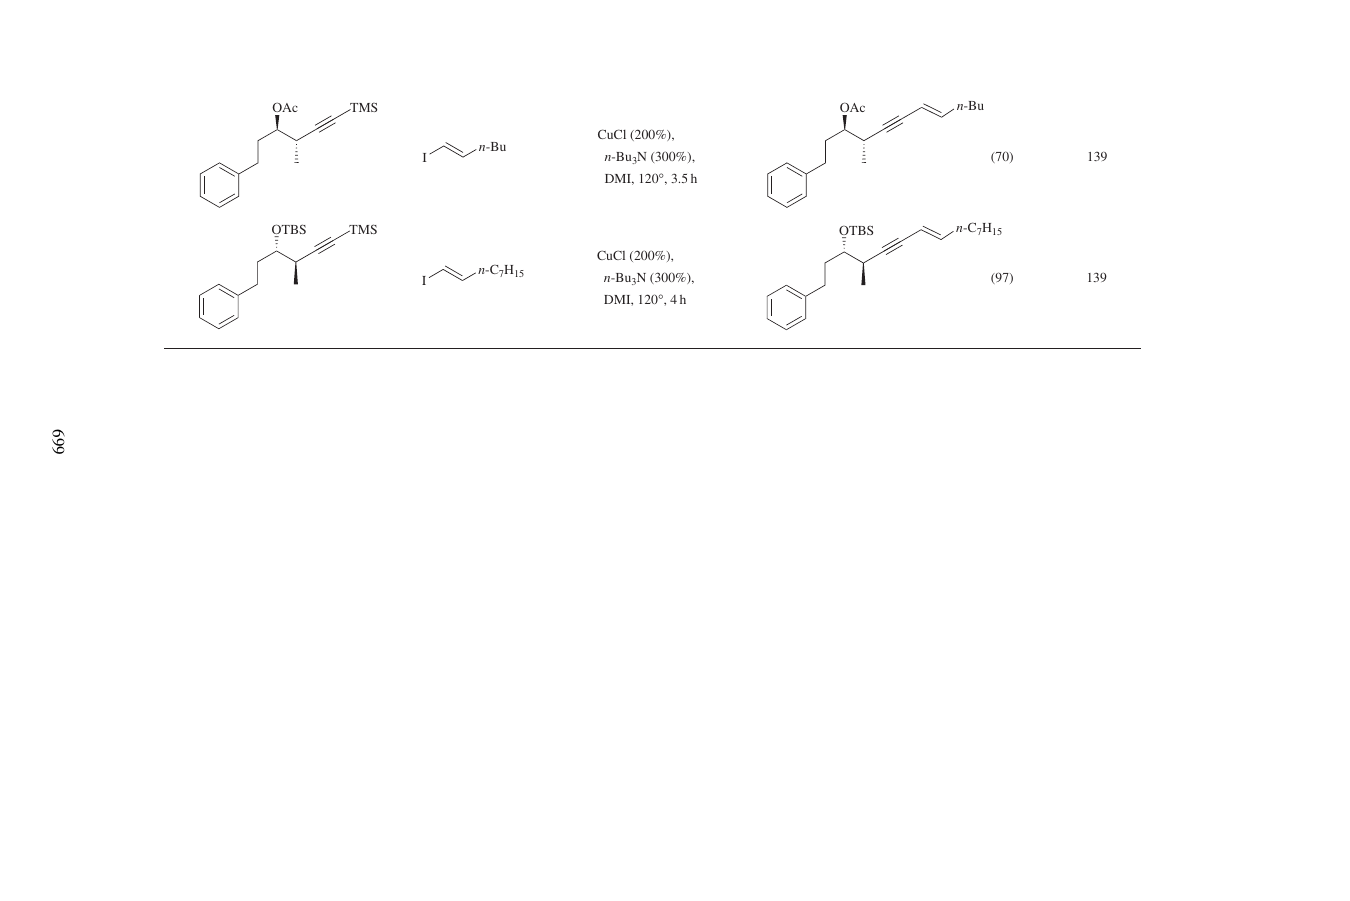 OAc
TMS
I
n-Bu
CuCl (200%),
n-Bu₃N (300%),
DMI, 120°, 3.5 h
OAc
n-Bu
(70)
139
OTBS
TMS
I
n-C₇H₁₅
CuCl (200%),
n-Bu₃N (300%),
DMI, 120°, 4 h
OTBS
n-C₇H₁₅
(97)
139
669